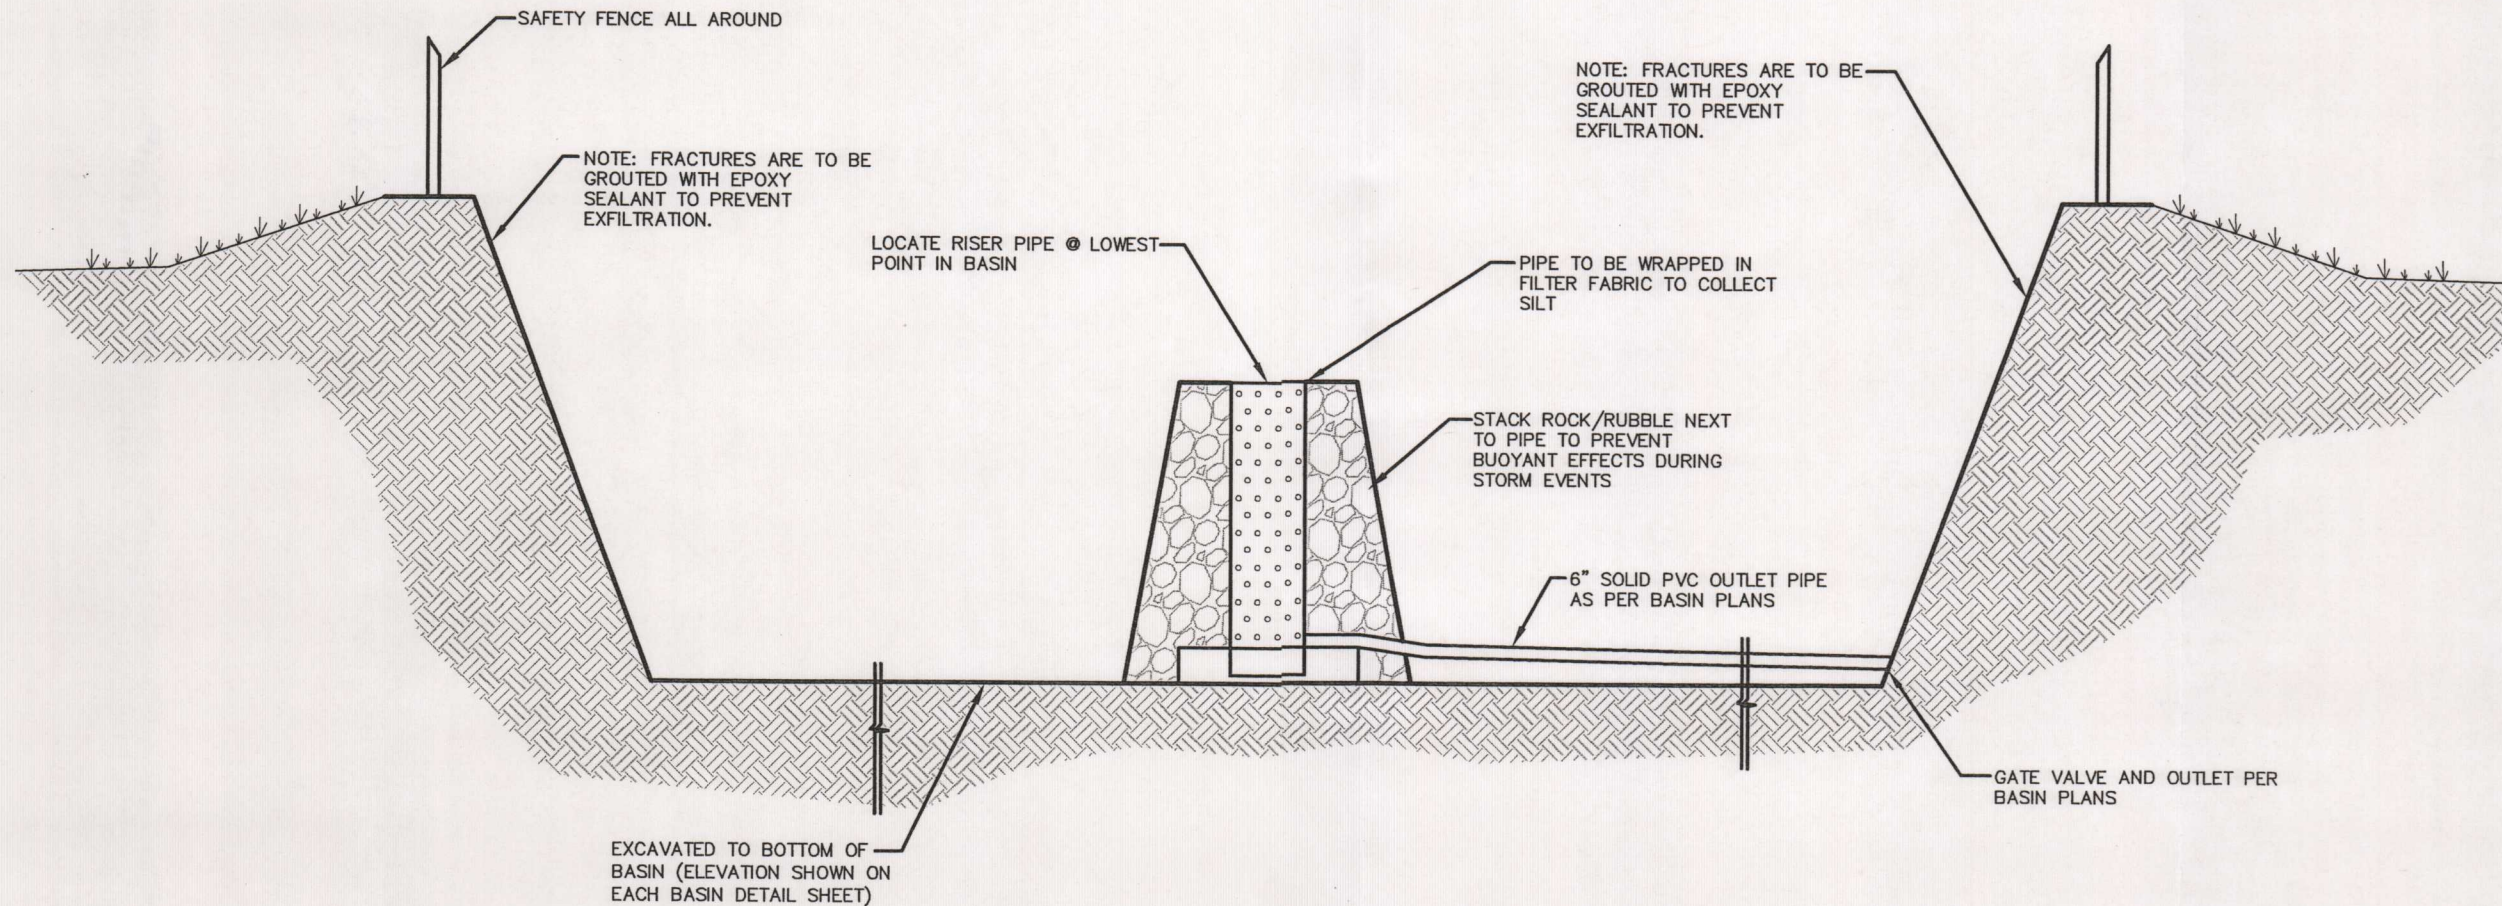 SAFETY FENCE ALL AROUND
NOTE: FRACTURES ARE TO BE
GROUTED WITH EPOXY
SEALANT TO PREVENT
EXFILTRATION.
NOTE: FRACTURES ARE TO BE
GROUTED WITH EPOXY
SEALANT TO PREVENT
EXFILTRATION.
LOCATE RISER PIPE @ LOWEST
POINT IN BASIN
PIPE TO BE WRAPPED IN
FILTER FABRIC TO COLLECT
SILT
STACK ROCK/RUBBLE NEXT
TO PIPE TO PREVENT
BUOYANT EFFECTS DURING
STORM EVENTS
6" SOLID PVC OUTLET PIPE
AS PER BASIN PLANS
GATE VALVE AND OUTLET PER
BASIN PLANS
EXCAVATED TO BOTTOM OF
BASIN (ELEVATION SHOWN ON
EACH BASIN DETAIL SHEET)